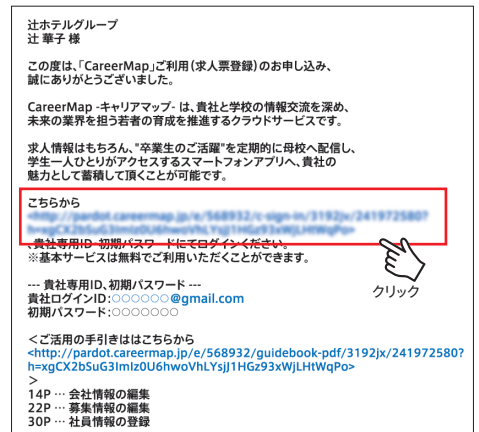 辻ホテルグループ
辻 華子 様
この度は、「CareerMap」ご利用（求人票登録）のお申し込み、
誠にありがとうございました。
CareerMap -キャリアマップ- は、貴社と学校の情報交流を深め、
未来の業界を担う若者の育成を推進するクラウドサービスです。
求人情報はもちろん、"卒業生のご活躍"を定期的に母校へ配信し、
学生一人ひとりがアクセスするスマートフォンアプリへ、貴社の
魅力として蓄積して頂くことが可能です。
こちらから
、貴社専用ID・初期パスワードにてログインください。
※基本サービスは無料でご利用いただくことができます。
クリック
--- 貴社専用ID、初期パスワード ---
貴社ログインID:○○○○○○@gmail.com
初期パスワード:○○○○○○○
＜ご活用の手引きははこちらから
<http://pardot.careermap.jp/e/568932/guidebook-pdf/3192jx/241972580?
h=xgCX2bSuG3ImIz0U6hwoVhLYsjJ1HGz93xWjLHtWqPo>
＞
14P … 会社情報の編集
22P … 募集情報の編集
30P … 社員情報の登録